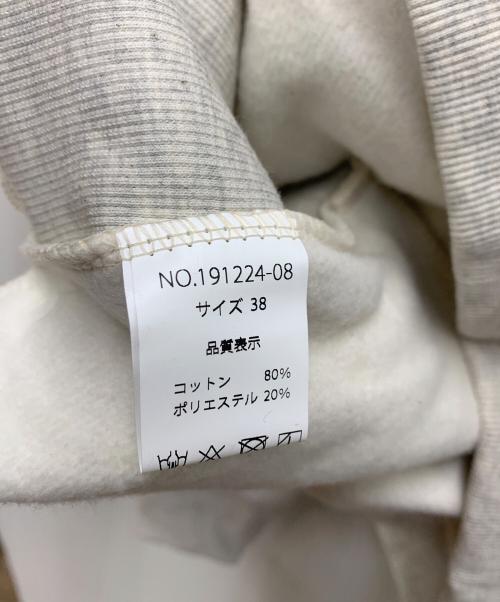 NO.191224-08
サイズ 38
品質表示
コットン 80%
ポリエステル 20%